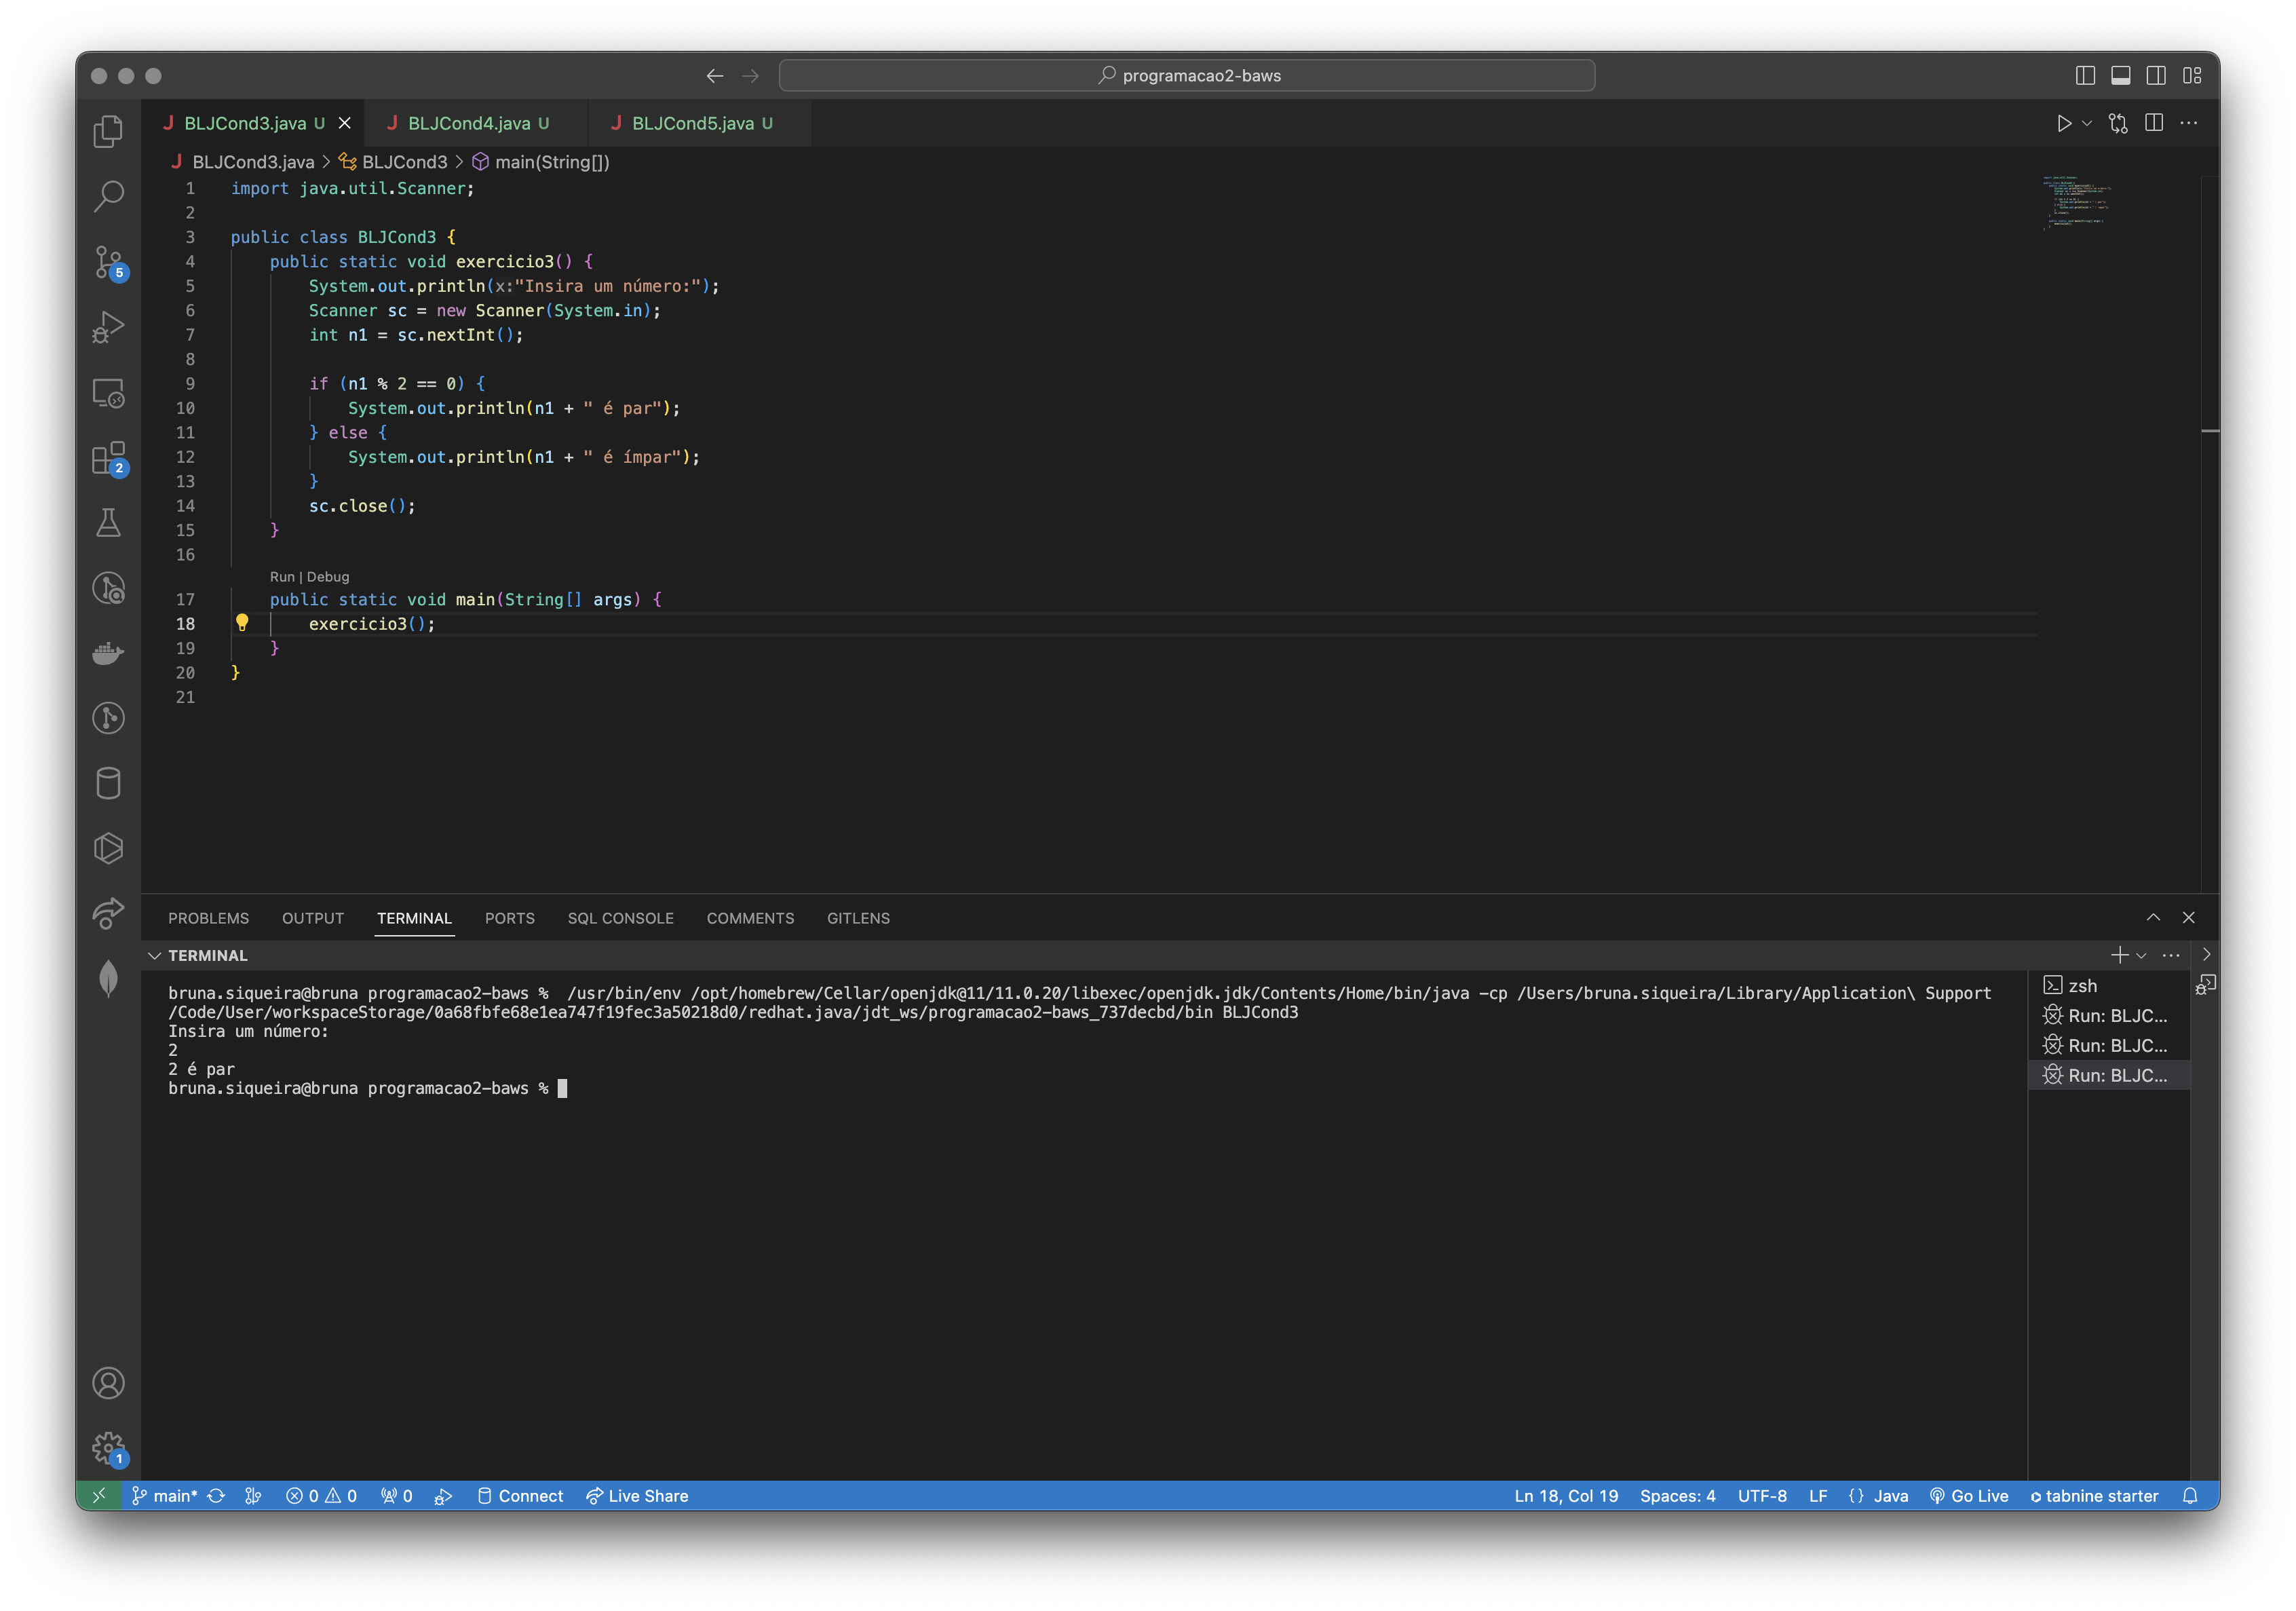 programacao2-baws
J BLJCond3.java U J BLJCond4.java U J BLJCond5.java U
J BLJCond3.java > BLJCond3 > main(String[])
1 import java.util.Scanner;
2
3 public class BLJCond3 {
4 public static void exercicio3() {
5 System.out.println(x:"Insira um número:");
6 Scanner sc = new Scanner(System.in);
7 int n1 = sc.nextInt();
8
9 if (n1 % 2 == 0) {
10 System.out.println(n1 + " é par");
11 } else {
12 System.out.println(n1 + " é ímpar");
13 }
14 sc.close();
15 }
16
Run | Debug
17 public static void main(String[] args) {
18 exercicio3();
19 }
20 }
21
5
2
1
PROBLEMS OUTPUT TERMINAL PORTS SQL CONSOLE COMMENTS GITLENS
TERMINAL
bruna.siqueira@bruna programacao2-baws % /usr/bin/env /opt/homebrew/Cellar/openjdk@11/11.0.20/libexec/openjdk.jdk/Contents/Home/bin/java -cp /Users/bruna.siqueira/Library/Application\ Support
/Code/User/workspaceStorage/0a68fbfe68e1ea747f19fec3a50218d0/redhat.java/jdt_ws/programacao2-baws_737decbd/bin BLJCond3
Insira um número:
2
2 é par
bruna.siqueira@bruna programacao2-baws %
zsh
Run: BLJC...
Run: BLJC...
Run: BLJC...
main* 0 0 0 Connect Live Share Ln 18, Col 19 Spaces: 4 UTF-8 LF {} Java Go Live tabnine starter